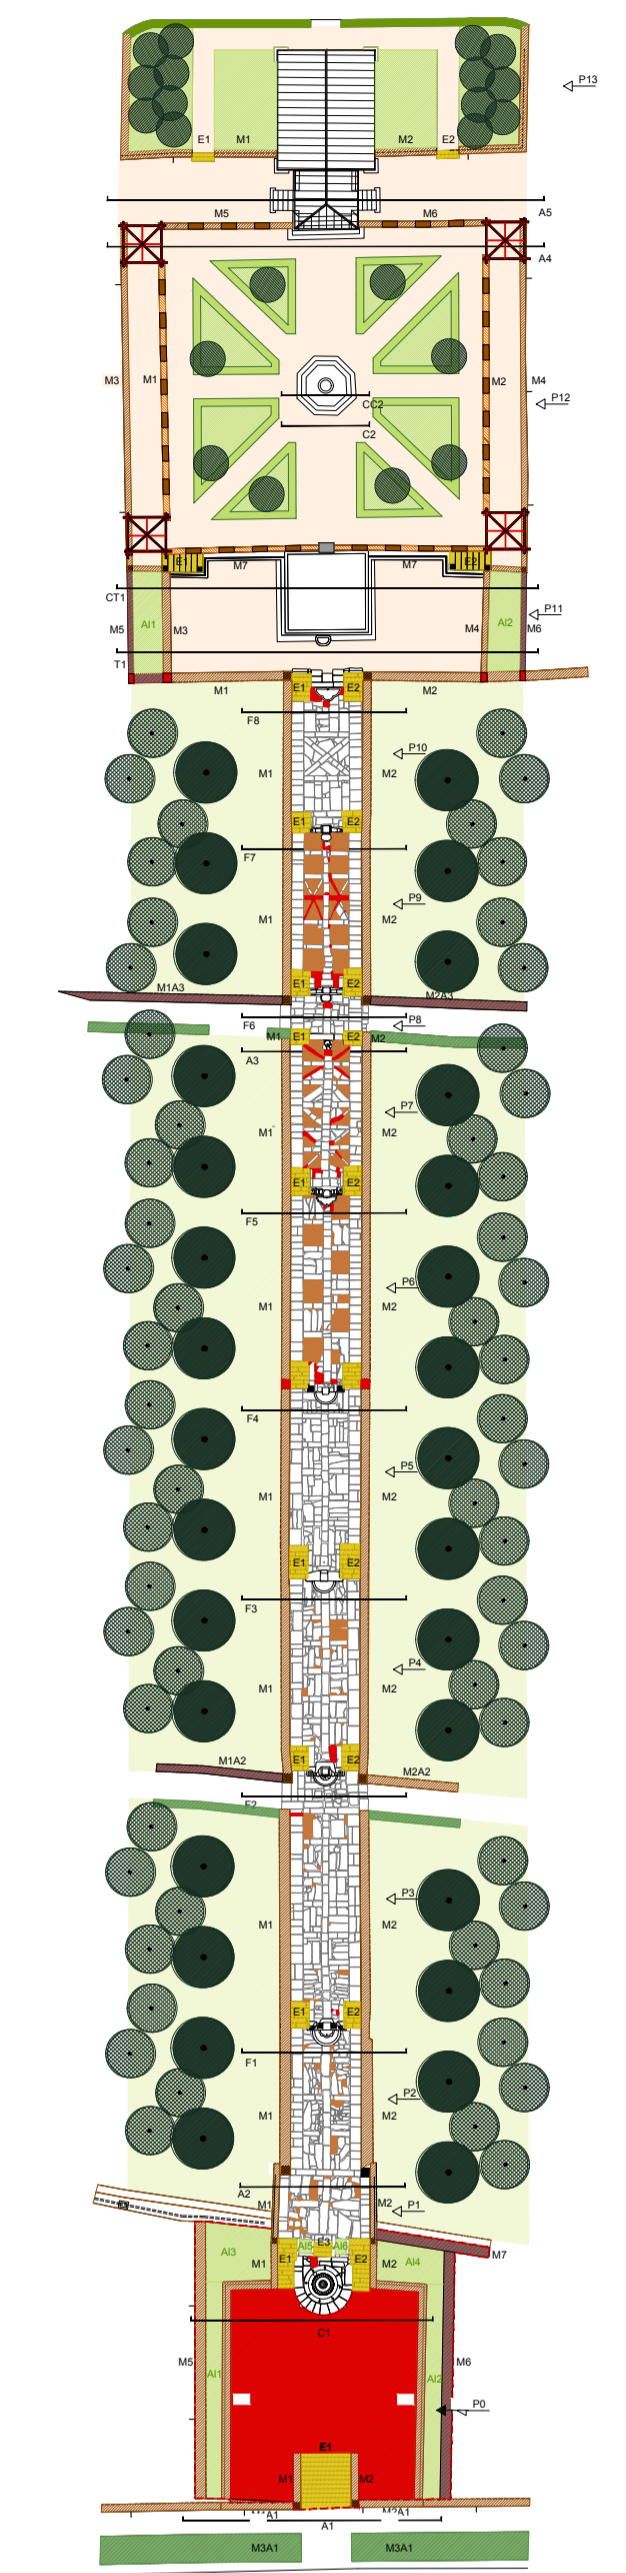 P13
E1 M1 M2 E2
M5 M6 A5
A4
M3 M1 M2 M4
CC2 P12
C2
E1 M7 M7 E2
CT1
M5 AI1 M3 M4 AI2 M6 P11
T1
M1 E1 E2 M2
F8
P10
M1 M2
E1 E2
F7
P9
M1 M2
E1 E2
M1A3 M2A3
F6 P8
M1 E1 E2 M2
A3
P7
M1 M2
E1 E2
F5
P6
M1 M2
F4
P5
M1 M2
E1 E2
F3
P4
M1 M2
E1 E2
M1A2 M2A2
F2
P3
M1 M2
E1 E2
F1
P2
M1 M2
A2
M1 M2 P1
AI3 AI5 E3 AI6 M7
M1 E1 E2 M2 AI4
C1
M5 M6
AI1 AI2
P0
E1
M1 M2
M1A1 M2A1
A1
M3A1 M3A1